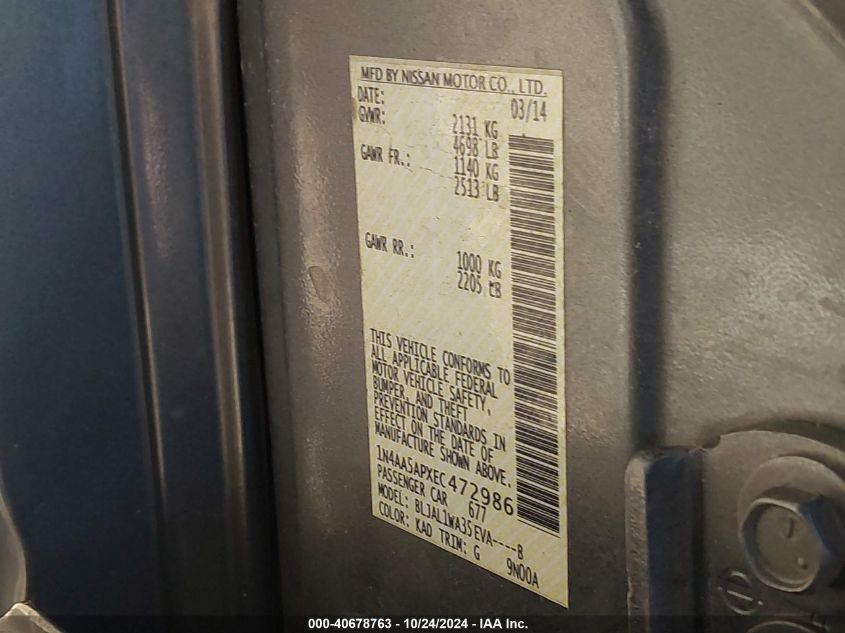 MFD BY NISSAN MOTOR CO., LTD.
DATE: 03/14
GVWR: 2131 KG
4698 LB
GAWR FR.: 1140 KG
2513 LB
GAWR RR.: 1000 KG
2205 LB
THIS VEHICLE CONFORMS TO
ALL APPLICABLE FEDERAL
MOTOR VEHICLE SAFETY,
BUMPER, AND THEFT
PREVENTION STANDARDS IN
EFFECT ON THE DATE OF
MANUFACTURE SHOWN ABOVE.
1N4AA5APXEC472986
PASSENGER CAR 677
MODEL: BLJAL1WA35EVA----B
COLOR: KAD TRIM: G 9N00A
000-40678763 - 10/24/2024 - IAA Inc.